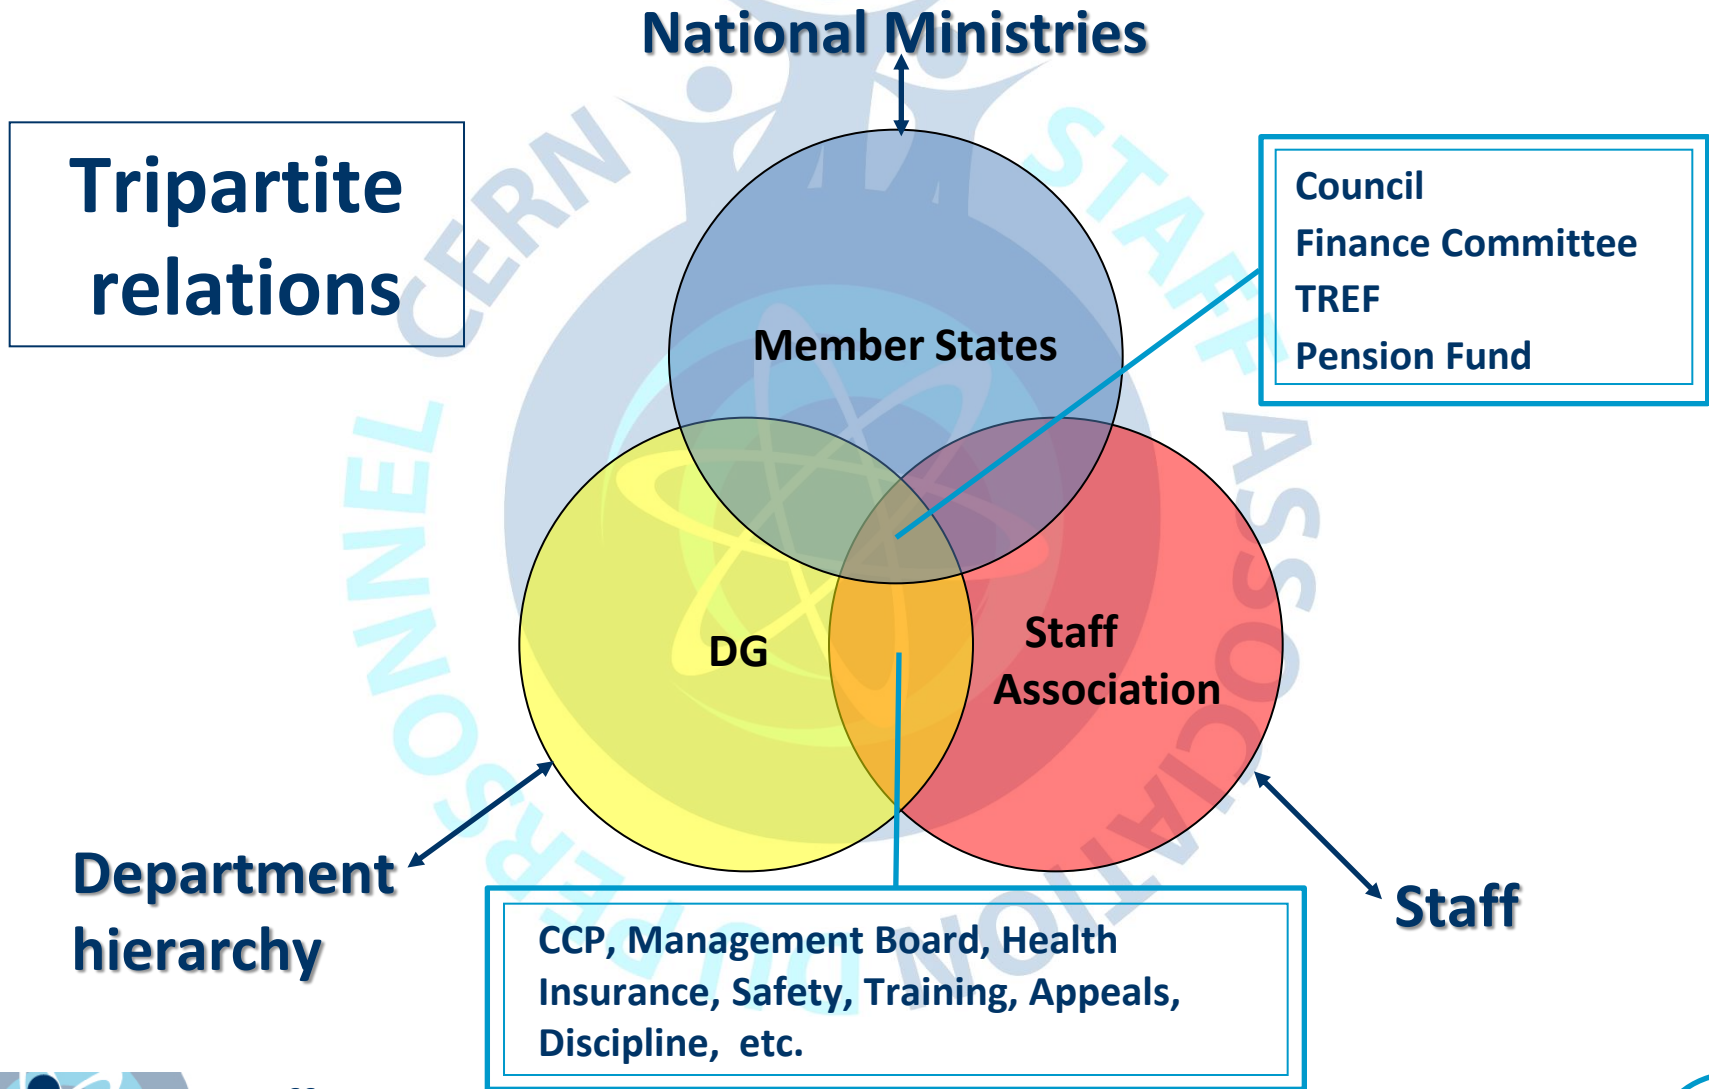 National Ministries
Tripartite
relations
Council
Finance Committee
TREF
Pension Fund
Member States
DG
Staff
Association
Department
hierarchy
Staff
CCP, Management Board, Health
Insurance, Safety, Training, Appeals,
Discipline, etc.
CERN STAFF ASSOCIATION
DU PERSONNEL